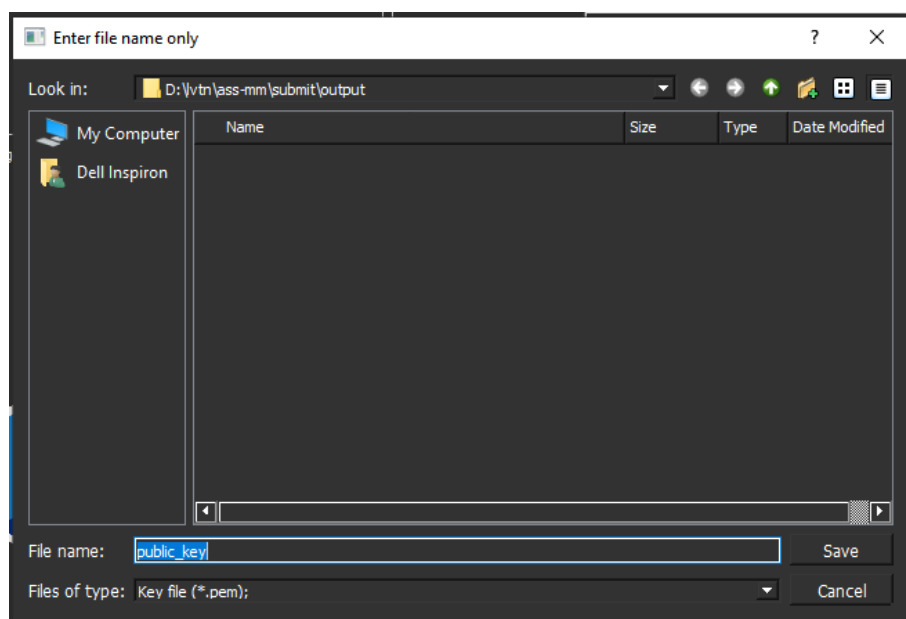 Enter file name only
?
Look in:
D:\lvtn\ass-mm\submit\output
My Computer
Dell Inspiron
Name Size Type Date Modified
File name: public_key Save
Files of type: Key file (*.pem); Cancel